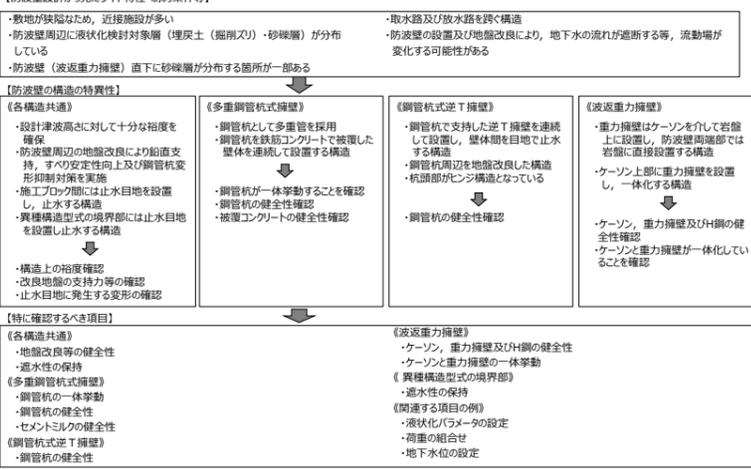 ・敷地が狭隘なため，近接施設が多い
・防波壁周辺に液状化検討対象層（埋戻土（掘削ズリ）・砂礫層）が分布
している
・防波壁（波返重力擁壁）直下に砂礫層が分布する箇所が一部ある
・取水路及び放水路を跨ぐ構造
・防波壁の設置及び地盤改良により，地下水の流れが遮断する等，流動場が
変化する可能性がある
【防波壁の構造の特異性】
《各構造共通》
・設計津波高さに対して十分な裕度を
確保
・防波壁周辺の地盤改良により鉛直支
持，すべり安定性向上及び鋼管杭変
形抑制対策を実施
・施工ブロック間には止水目地を設置
し，止水する構造
・異種構造型式の境界部には止水目地
を設置し止水する構造
・構造上の裕度確認
・改良地盤の支持力等の確認
・止水目地に発生する変形の確認
《多重鋼管杭式擁壁》
・鋼管杭として多重管を採用
・鋼管杭を鉄筋コンクリートで被覆した
壁体を連続して設置する構造
・鋼管杭が一体挙動することを確認
・鋼管杭の健全性確認
・被覆コンクリートの健全性確認
《鋼管杭式逆Ｔ擁壁》
・鋼管杭で支持した逆Ｔ擁壁を連続
して設置し，壁体間を目地で止水
する構造
・鋼管杭周辺を地盤改良した構造
・杭頭部がヒンジ構造となっている
・鋼管杭の健全性確認
《波返重力擁壁》
・重力擁壁はケーソンを介して岩盤
上に設置し，防波壁両端部では
岩盤に直接設置する構造
・ケーソン上部に重力擁壁を設置
し，一体化する構造
・ケーソン，重力擁壁及びH鋼の健
全性確認
・ケーソンと重力擁壁が一体化してい
ることを確認
【特に確認するべき項目】
《各構造共通》
・地盤改良等の健全性
・遮水性の保持
《多重鋼管杭式擁壁》
・鋼管杭の一体挙動
・鋼管杭の健全性
・セメントミルクの健全性
《鋼管杭式逆Ｔ擁壁》
・鋼管杭の健全性
《波返重力擁壁》
・ケーソン，重力擁壁及びH鋼の健全性
・ケーソンと重力擁壁の一体挙動
《 異種構造型式の境界部》
・遮水性の保持
《関連する項目の例》
・液状化パラメータの設定
・荷重の組合せ
・地下水位の設定